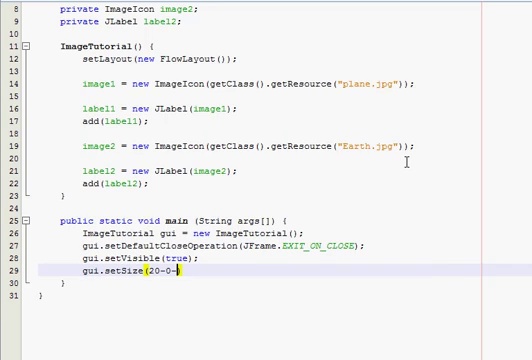 8 private ImageIcon image2;
9 private JLabel label2;
10
11 ImageTutorial() {
12 setLayout(new FlowLayout());
13
14 image1 = new ImageIcon(getClass().getResource("plane.jpg"));
15
16 label1 = new JLabel(image1);
17 add(label1);
18
19 image2 = new ImageIcon(getClass().getResource("Earth.jpg"));
20
21 label2 = new JLabel(image2);
22 add(label2);
23 }
24
25 public static void main (String args[]) {
26 ImageTutorial gui = new ImageTutorial();
27 gui.setDefaultCloseOperation(JFrame.EXIT_ON_CLOSE);
28 gui.setVisible(true);
29 gui.setSize(20-0-)
30 }
31 }